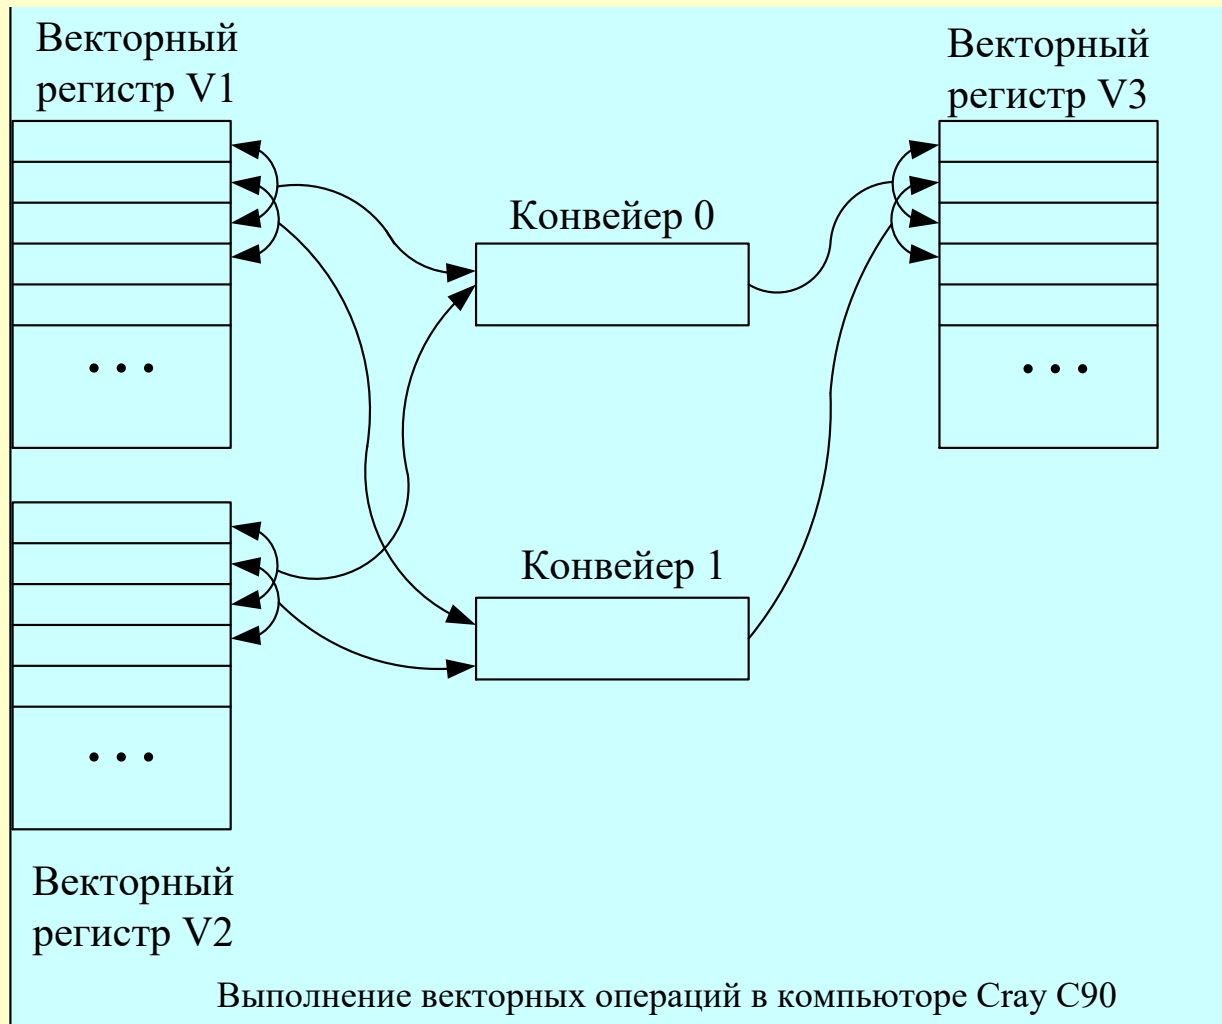 Векторный
регистр V1
Векторный
регистр V3
Конвейер 0
• • •
• • •
Конвейер 1
• • •
Векторный
регистр V2
Выполнение векторных операций в компьюторе Cray C90